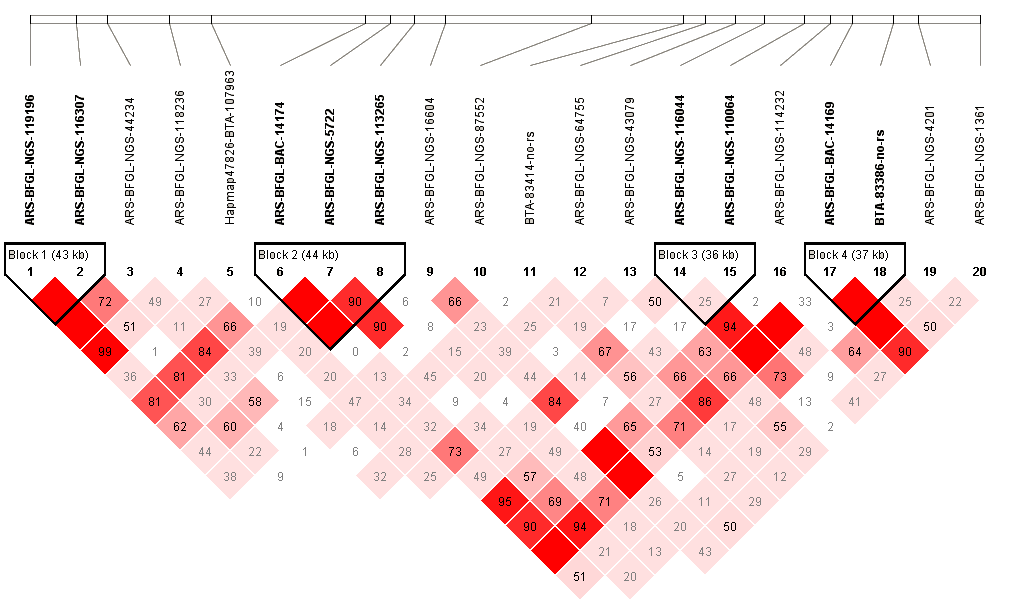 ARS-BFGL-NGS-119196
ARS-BFGL-NGS-116307
ARS-BFGL-NGS-44234
ARS-BFGL-NGS-118236
Hapmap47826-BTA-107963
ARS-BFGL-BAC-14174
ARS-BFGL-NGS-5722
ARS-BFGL-NGS-113265
ARS-BFGL-NGS-16604
ARS-BFGL-NGS-87552
BTA-83414-no-rs
ARS-BFGL-NGS-64755
ARS-BFGL-NGS-43079
ARS-BFGL-NGS-116044
ARS-BFGL-NGS-110064
ARS-BFGL-NGS-114232
ARS-BFGL-BAC-14169
BTA-83386-no-rs
ARS-BFGL-NGS-4201
ARS-BFGL-NGS-1361
Block 1 (43 kb) Block 2 (44 kb) Block 3 (36 kb) Block 4 (37 kb)
1 2 3 4 5 6 7 8 9 10 11 12 13 14 15 16 17 18 19 20
72 49 27 10 90 6 66 2 21 7 50 25 2 33 25 22
51 11 66 19 90 8 23 25 19 17 17 94 3 50
99 1 84 39 20 0 2 15 39 3 67 43 63 48 64 90
36 81 33 6 20 13 45 20 44 14 56 66 66 73 9 27
81 30 58 15 47 34 9 4 84 7 27 86 48 13 41
62 60 4 18 14 32 34 19 40 65 71 17 55 2
44 22 1 6 28 73 27 49 53 14 19 29
38 9 32 25 49 57 48 5 27 12
95 69 71 26 11 29
90 94 18 20 50
21 13 43
51 20